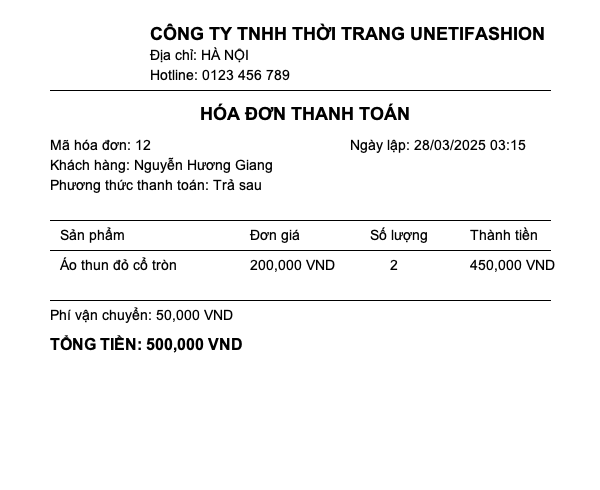 CÔNG TY TNHH THỜI TRANG UNETIFASHION
Địa chỉ: HÀ NỘI
Hotline: 0123 456 789
HÓA ĐƠN THANH TOÁN
Mã hóa đơn: 12 Ngày lập: 28/03/2025 03:15
Khách hàng: Nguyễn Hương Giang
Phương thức thanh toán: Trả sau
Sản phẩm Đơn giá Số lượng Thành tiền
Áo thun đỏ cổ tròn 200,000 VND 2 450,000 VND
Phí vận chuyển: 50,000 VND
TỔNG TIỀN: 500,000 VND